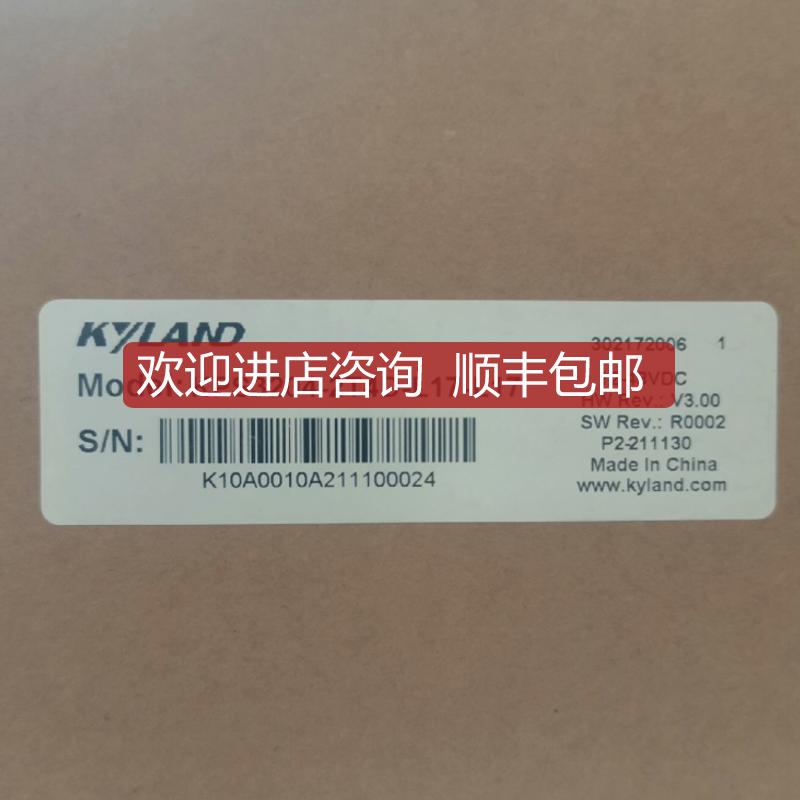 KYLAND
302172006 1
欢迎进店咨询 顺丰包邮
HW Rev.: V3.00
S/N:
SW Rev.: R0002
P2-211130
K10A0010A211100024
Made In China
www.kyland.com